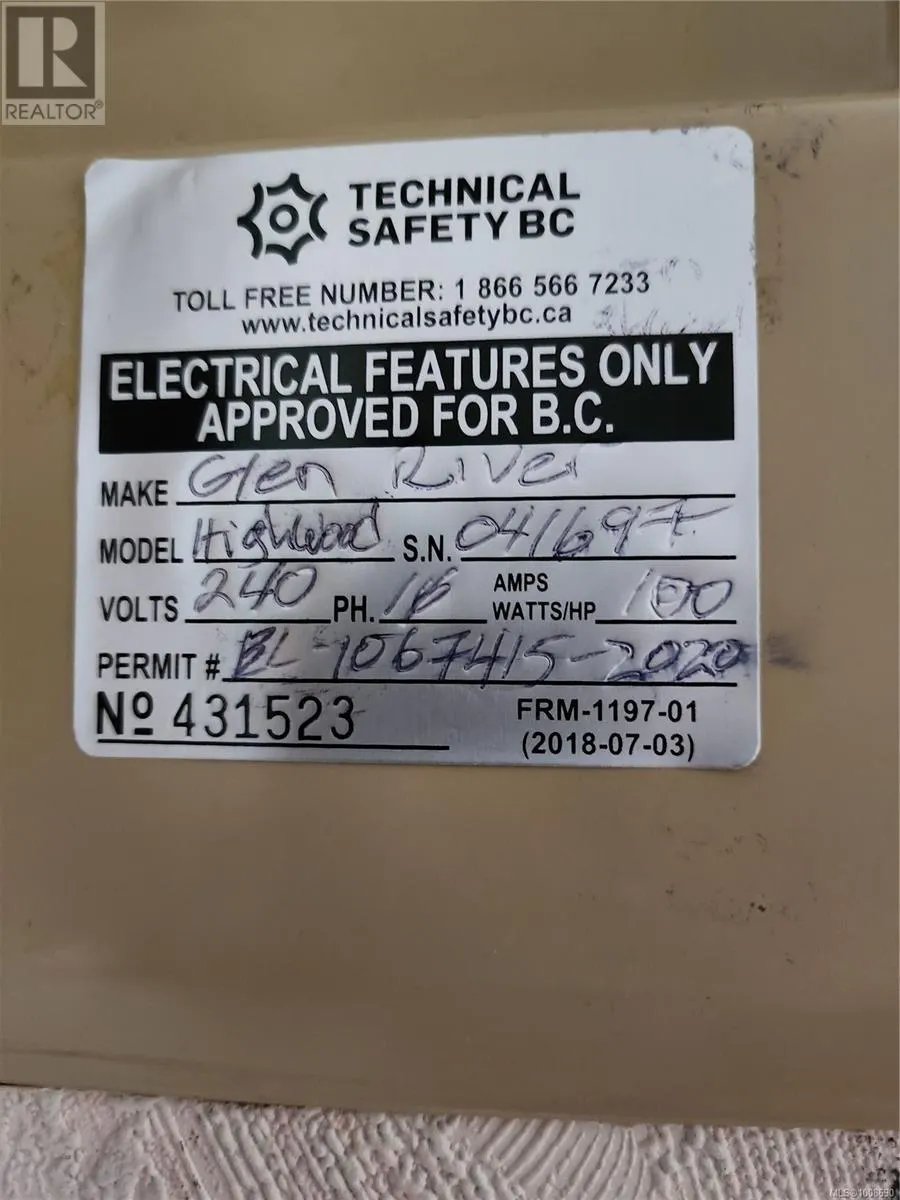 REALTOR®
TECHNICAL
SAFETY BC
TOLL FREE NUMBER: 1 866 566 7233
www.technicalsafetybc.ca
ELECTRICAL FEATURES ONLY
APPROVED FOR B.C.
MAKE Glen River
MODEL Highwood S.N. 041697
VOLTS 240 PH. 1φ AMPS WATTS/HP 100
PERMIT # EL-1067415-2020
Nº 431523 FRM-1197-01
(2018-07-03)